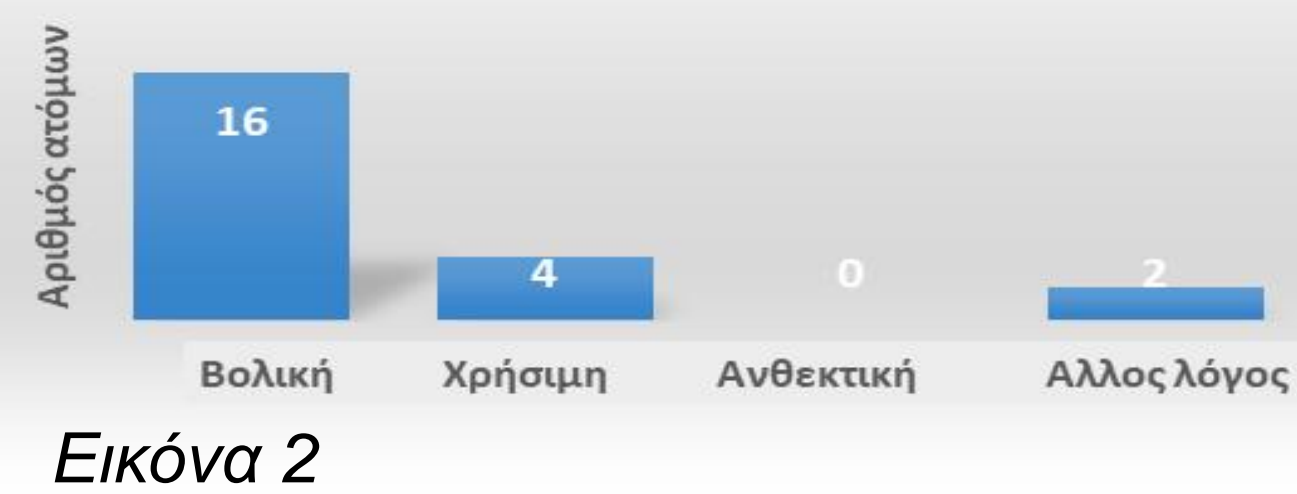 Αριθμός ατόμων
16
4
0
2
Βολική
Χρήσιμη
Ανθεκτική
Αλλος λόγος
Εικόνα 2